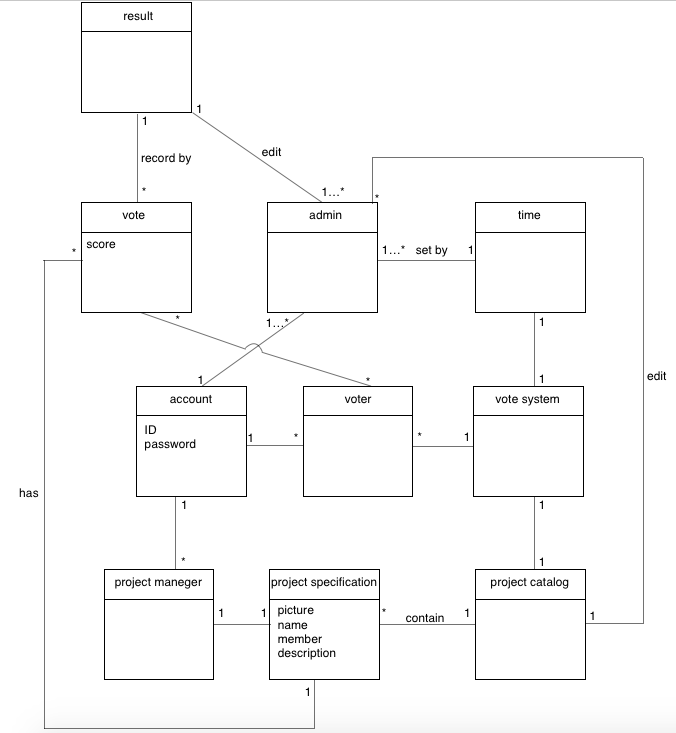 result
1
1
record by
edit
*
1...*
*
vote
admin
time
score
*
1...*
set by
1
*
1...*
1
1
*
1
edit
account
voter
vote system
ID
password
1
*
*
1
has
1
1
*
1
project maneger
project specification
project catalog
picture
name
member
description
1
1
*
contain
1
1
1